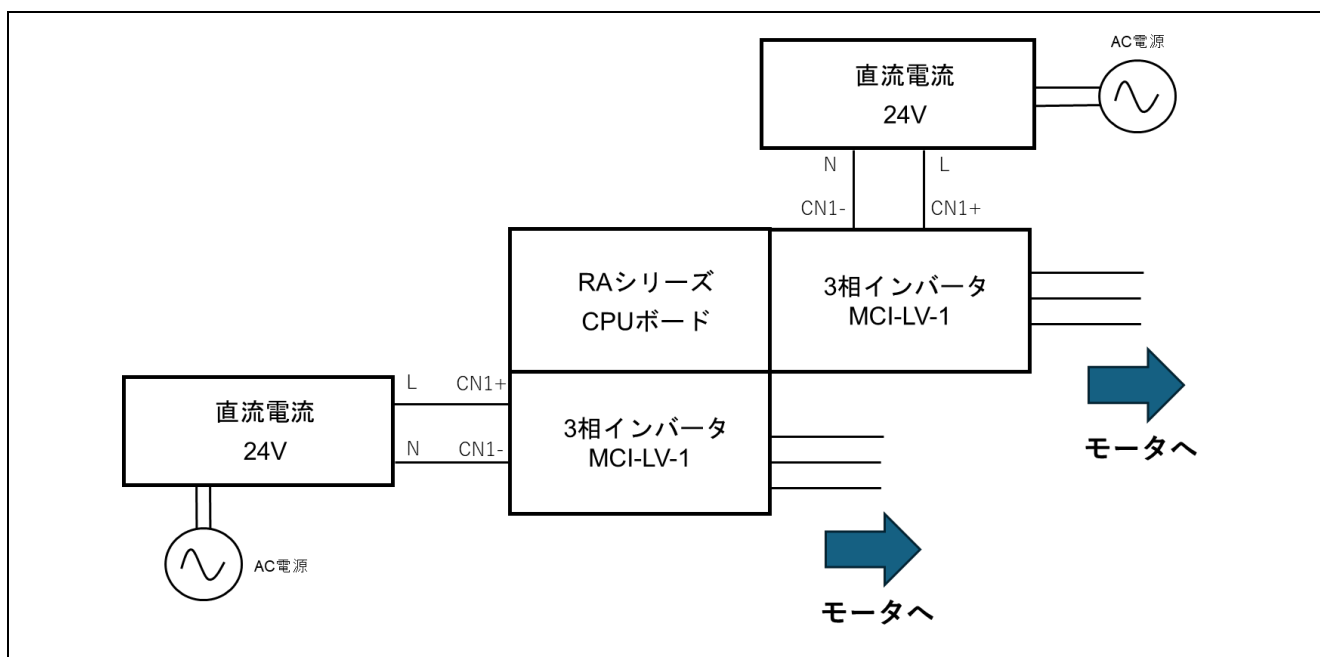 AC電源
直流電流
24V
N
L
CN1-
CN1+
RAシリーズ
CPUボード
3相インバータ
MCI-LV-1
モータへ
直流電流
24V
L
CN1+
N
CN1-
3相インバータ
MCI-LV-1
AC電源
モータへ